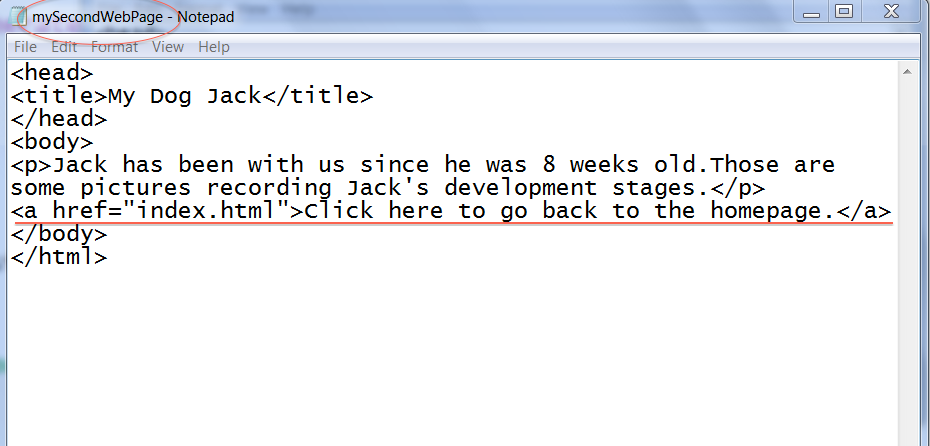 mySecondWebPage - Notepad
File Edit Format View Help
<head>
<title>My Dog Jack</title>
</head>
<body>
<p>Jack has been with us since he was 8 weeks old.Those are
some pictures recording Jack's development stages.</p>
<a href="index.html">Click here to go back to the homepage.</a>
</body>
</html>